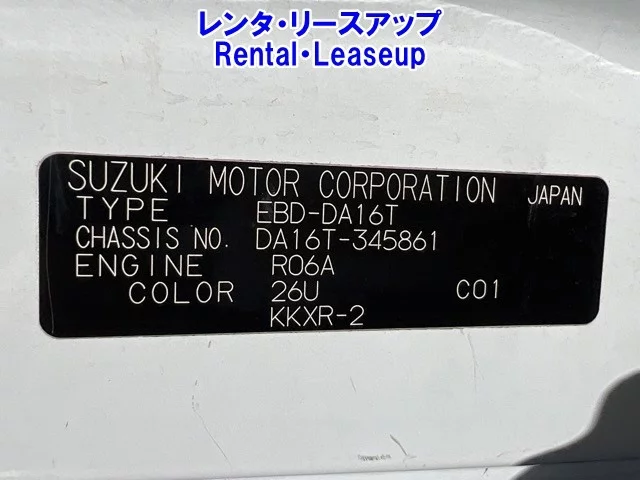 レンタ・リースアップ
Rental・Leaseup
SUZUKI MOTOR CORPORATION JAPAN
TYPE EBD-DA16T
CHASSIS NO. DA16T-345861
ENGINE R06A
COLOR 26U C01
KKXR-2